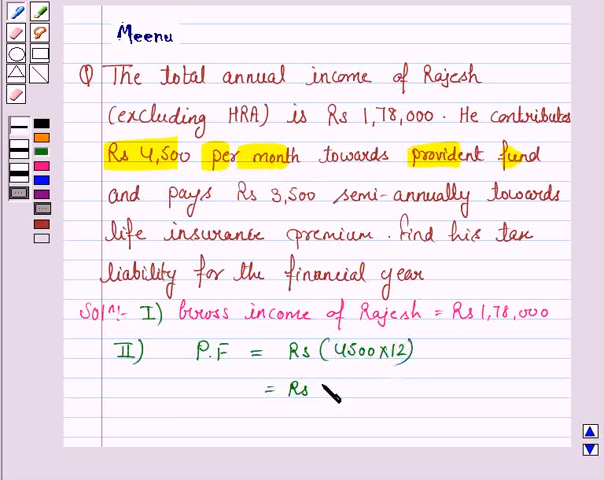 Meenu
Q The total annual income of Rajesh
(excluding HRA) is Rs 1,78,000. He contributes
Rs 4,500 per month towards provident fund
and pays Rs 3,500 semi-annually towards
life insurance premium. Find his tax
liability for the financial year
Soln:- I) Gross income of Rajesh = Rs 1,78,000
II) P.F = Rs (4500×12)
= Rs